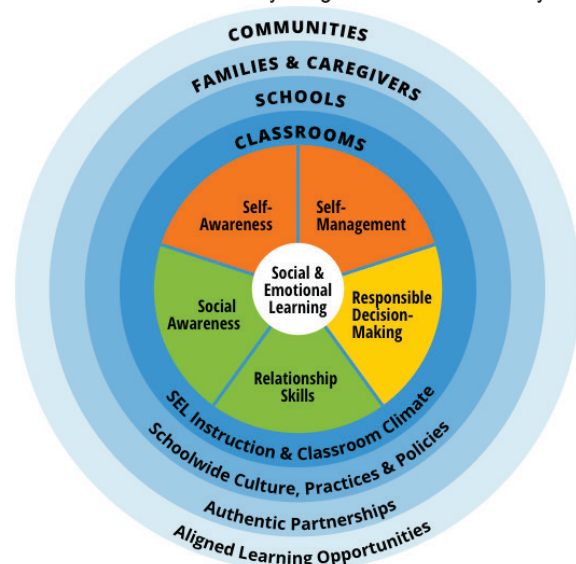 COMMUNITIES
FAMILIES & CAREGIVERS
SCHOOLS
CLASSROOMS
Self-
Awareness
Self-
Management
Social &
Emotional
Learning
Social
Awareness
Responsible
Decision-
Making
Relationship
Skills
SEL Instruction & Classroom Climate
Schoolwide Culture, Practices & Policies
Authentic Partnerships
Aligned Learning Opportunities